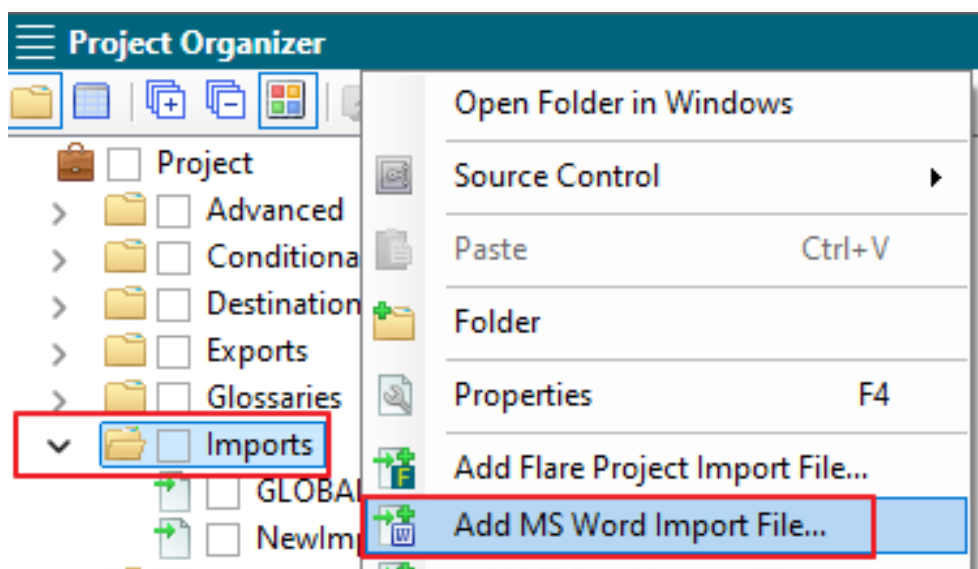 Project Organizer
Project
Advanced
Conditiona
Destination
Exports
Glossaries
Imports
GLOBAL
NewImp
Open Folder in Windows
Source Control
Paste Ctrl+V
Folder
Properties F4
Add Flare Project Import File...
Add MS Word Import File...